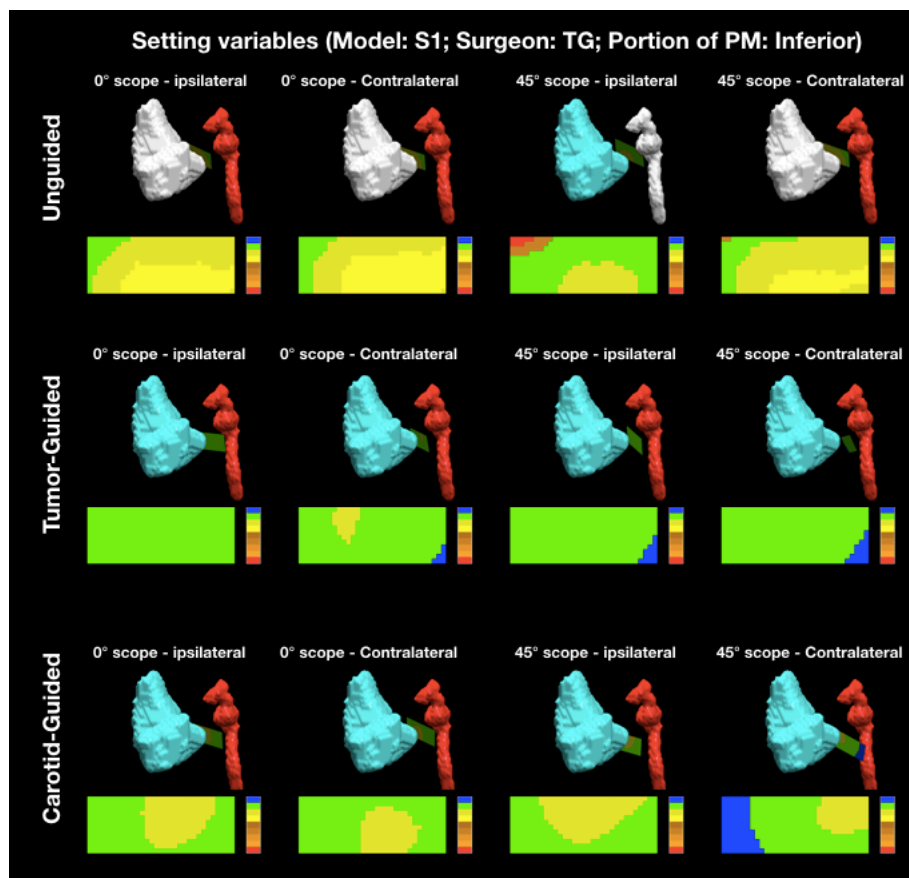 Setting variables (Model: S1; Surgeon: TG; Portion of PM: Inferior)
Unguided
0° scope - ipsilateral
0° scope - Contralateral
45° scope - ipsilateral
45° scope - Contralateral
Tumor-Guided
0° scope - ipsilateral
0° scope - Contralateral
45° scope - ipsilateral
45° scope - Contralateral
Carotid-Guided
0° scope - ipsilateral
0° scope - Contralateral
45° scope - ipsilateral
45° scope - Contralateral